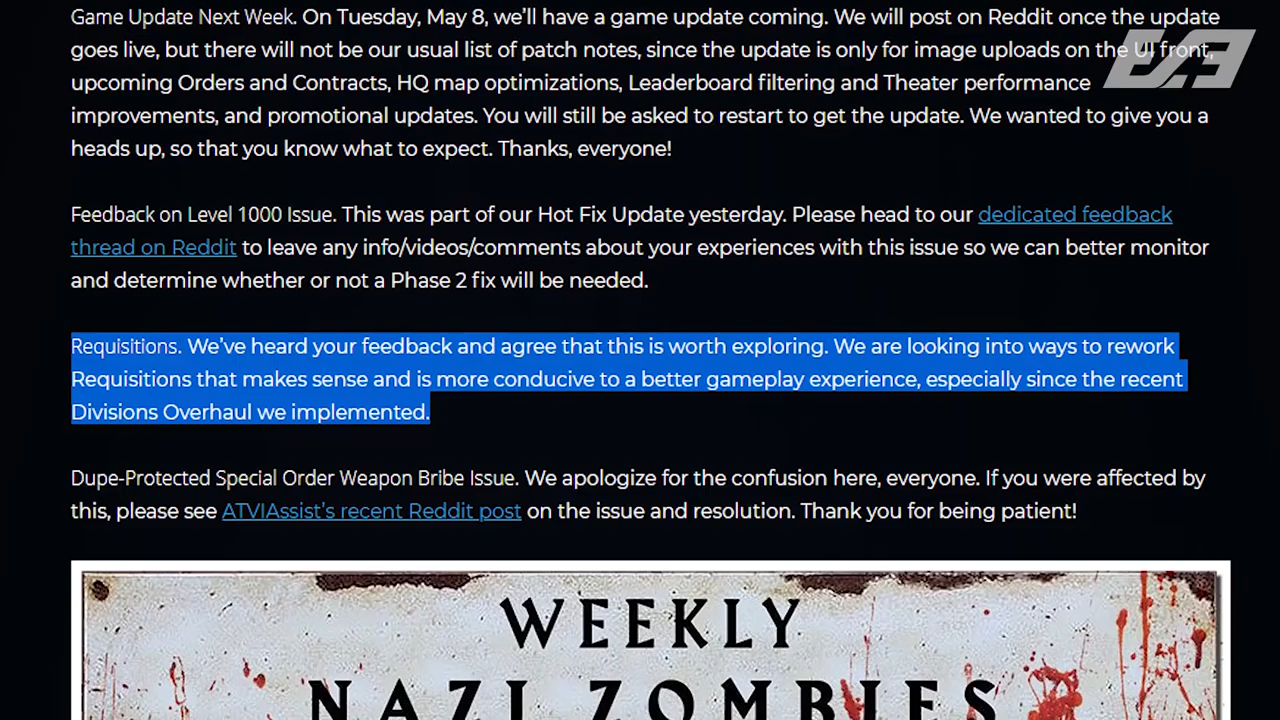 Game Update Next Week. On Tuesday, May 8, we’ll have a game update coming. We will post on Reddit once the update
goes live, but there will not be our usual list of patch notes, since the update is only for image uploads on the UI front,
upcoming Orders and Contracts, HQ map optimizations, Leaderboard filtering and Theater performance
improvements, and promotional updates. You will still be asked to restart to get the update. We wanted to give you a
heads up, so that you know what to expect. Thanks, everyone!
Feedback on Level 1000 Issue. This was part of our Hot Fix Update yesterday. Please head to our dedicated feedback
thread on Reddit to leave any info/videos/comments about your experiences with this issue so we can better monitor
and determine whether or not a Phase 2 fix will be needed.
Requisitions. We’ve heard your feedback and agree that this is worth exploring. We are looking into ways to rework
Requisitions that makes sense and is more conducive to a better gameplay experience, especially since the recent
Divisions Overhaul we implemented.
Dupe-Protected Special Order Weapon Bribe Issue. We apologize for the confusion here, everyone. If you were affected by
this, please see ATVIAssist’s recent Reddit post on the issue and resolution. Thank you for being patient!
WEEKLY
NAZI ZOMBIES